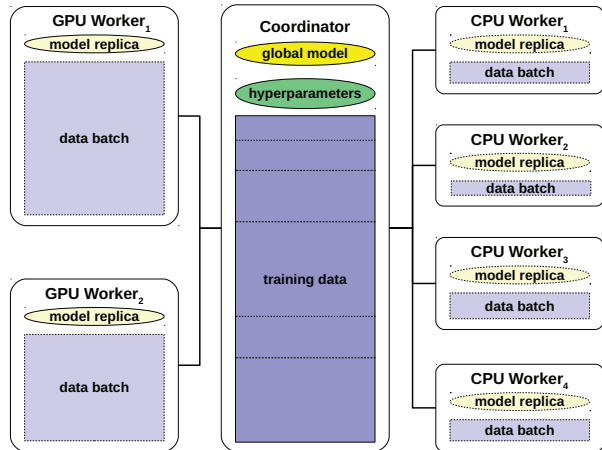 GPU Worker1
model replica
data batch
GPU Worker2
model replica
data batch
Coordinator
global model
hyperparameters
training data
CPU Worker1
model replica
data batch
CPU Worker2
model replica
data batch
CPU Worker3
model replica
data batch
CPU Worker4
model replica
data batch